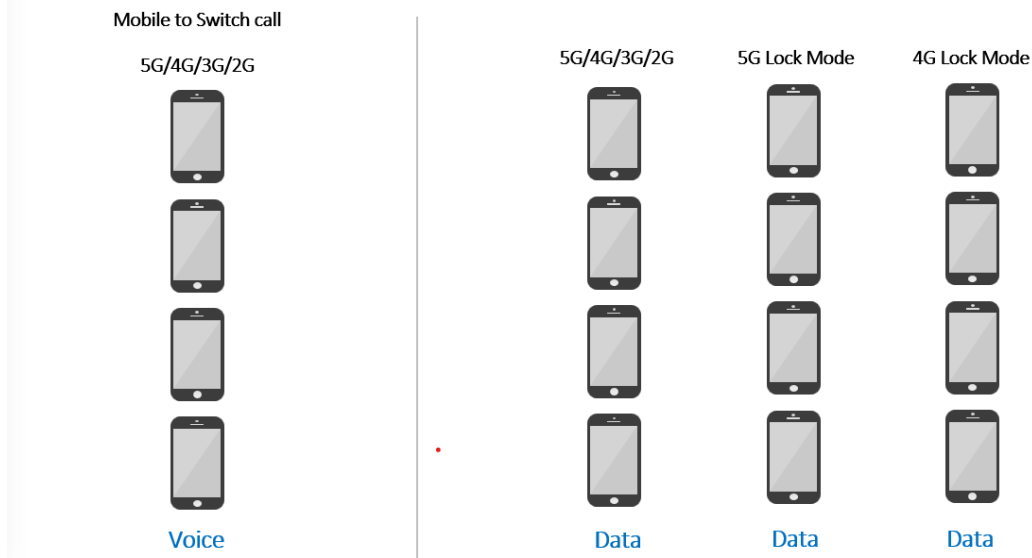 Mobile to Switch call
5G/4G/3G/2G
Voice
5G/4G/3G/2G
5G Lock Mode
4G Lock Mode
Data
Data
Data